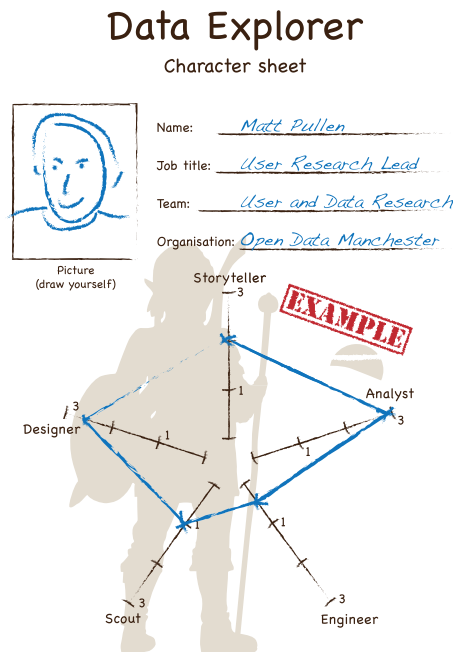 Data Explorer
Character sheet
Name: Matt Pullen
Job title: User Research Lead
Team: User and Data Research
Organisation: Open Data Manchester
Picture
(draw yourself)
Storyteller
3
EXAMPLE
1
Analyst
3
1
3
Designer
1
1
1
3
Scout
3
Engineer